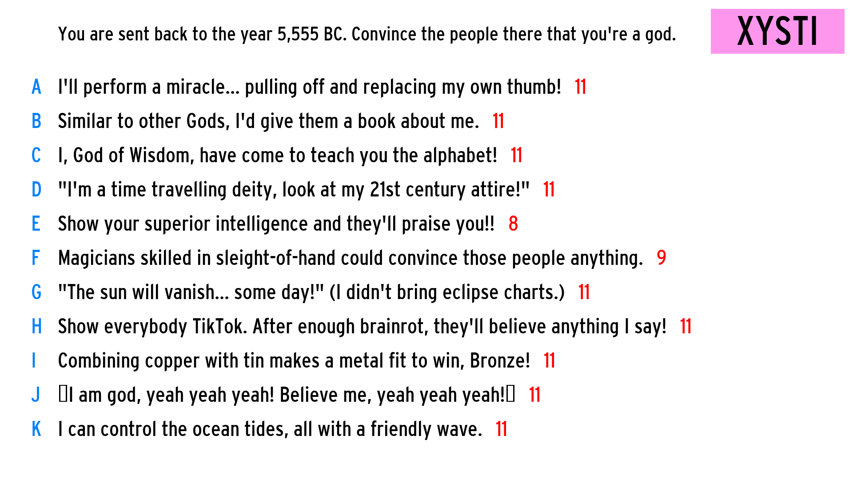 You are sent back to the year 5,555 BC. Convince the people there that you're a god.
XYSTI
A I'll perform a miracle... pulling off and replacing my own thumb! 11
B Similar to other Gods, I'd give them a book about me. 11
C I, God of Wisdom, have come to teach you the alphabet! 11
D "I'm a time travelling deity, look at my 21st century attire!" 11
E Show your superior intelligence and they'll praise you!! 8
F Magicians skilled in sleight-of-hand could convince those people anything. 9
G "The sun will vanish... some day!" (I didn't bring eclipse charts.) 11
H Show everybody TikTok. After enough brainrot, they'll believe anything I say! 11
I Combining copper with tin makes a metal fit to win, Bronze! 11
J ▯I am god, yeah yeah yeah! Believe me, yeah yeah yeah!▯ 11
K I can control the ocean tides, all with a friendly wave. 11